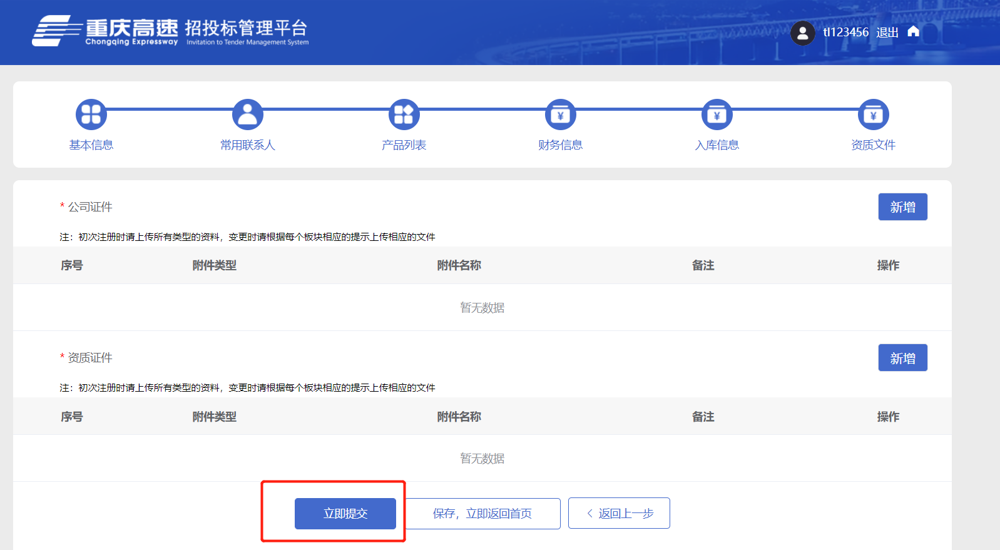 重庆高速 招投标管理平台
Chongqing Expressway Invitation to Tender Management System
tl123456 退出
基本信息 常用联系人 产品列表 财务信息 入库信息 资质文件
* 公司证件 新增
注：初次注册时请上传所有类型的资料，变更时请根据每个板块相应的提示上传相应的文件
序号 附件类型 附件名称 备注 操作
暂无数据
* 资质证件 新增
注：初次注册时请上传所有类型的资料，变更时请根据每个板块相应的提示上传相应的文件
序号 附件类型 附件名称 备注 操作
暂无数据
立即提交 保存，立即返回首页 < 返回上一步